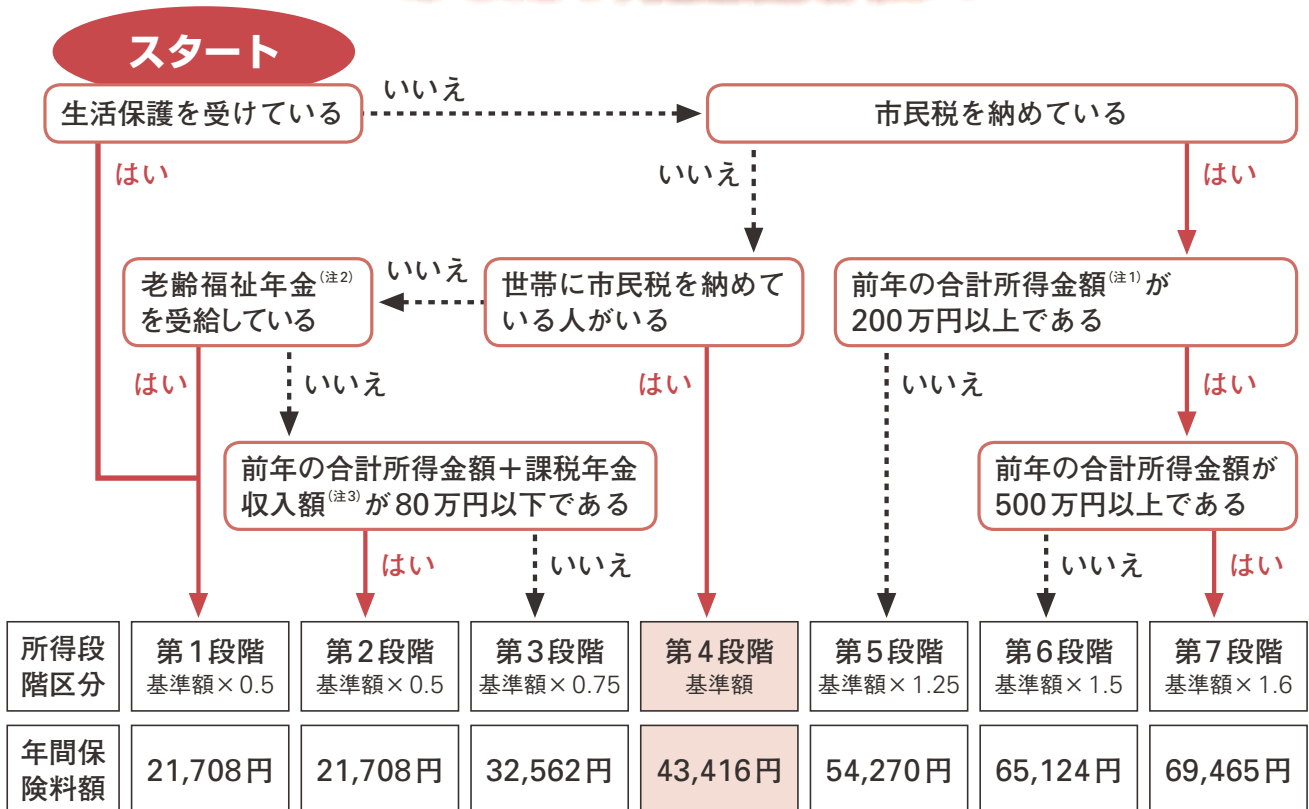 スタート
生活保護を受けている
いいえ
市民税を納めている
はい
いいえ
はい
老齢福祉年金(注2)
を受給している
いいえ
世帯に市民税を納めて
いる人がいる
前年の合計所得金額(注1)が
200万円以上である
はい
いいえ
はい
いいえ
はい
前年の合計所得金額＋課税年金
収入額(注3)が80万円以下である
前年の合計所得金額が
500万円以上である
はい
いいえ
いいえ
はい
所得段
階区分
第1段階
基準額×0.5
第2段階
基準額×0.5
第3段階
基準額×0.75
第4段階
基準額
第5段階
基準額×1.25
第6段階
基準額×1.5
第7段階
基準額×1.6
年間保
険料額
21,708円
21,708円
32,562円
43,416円
54,270円
65,124円
69,465円